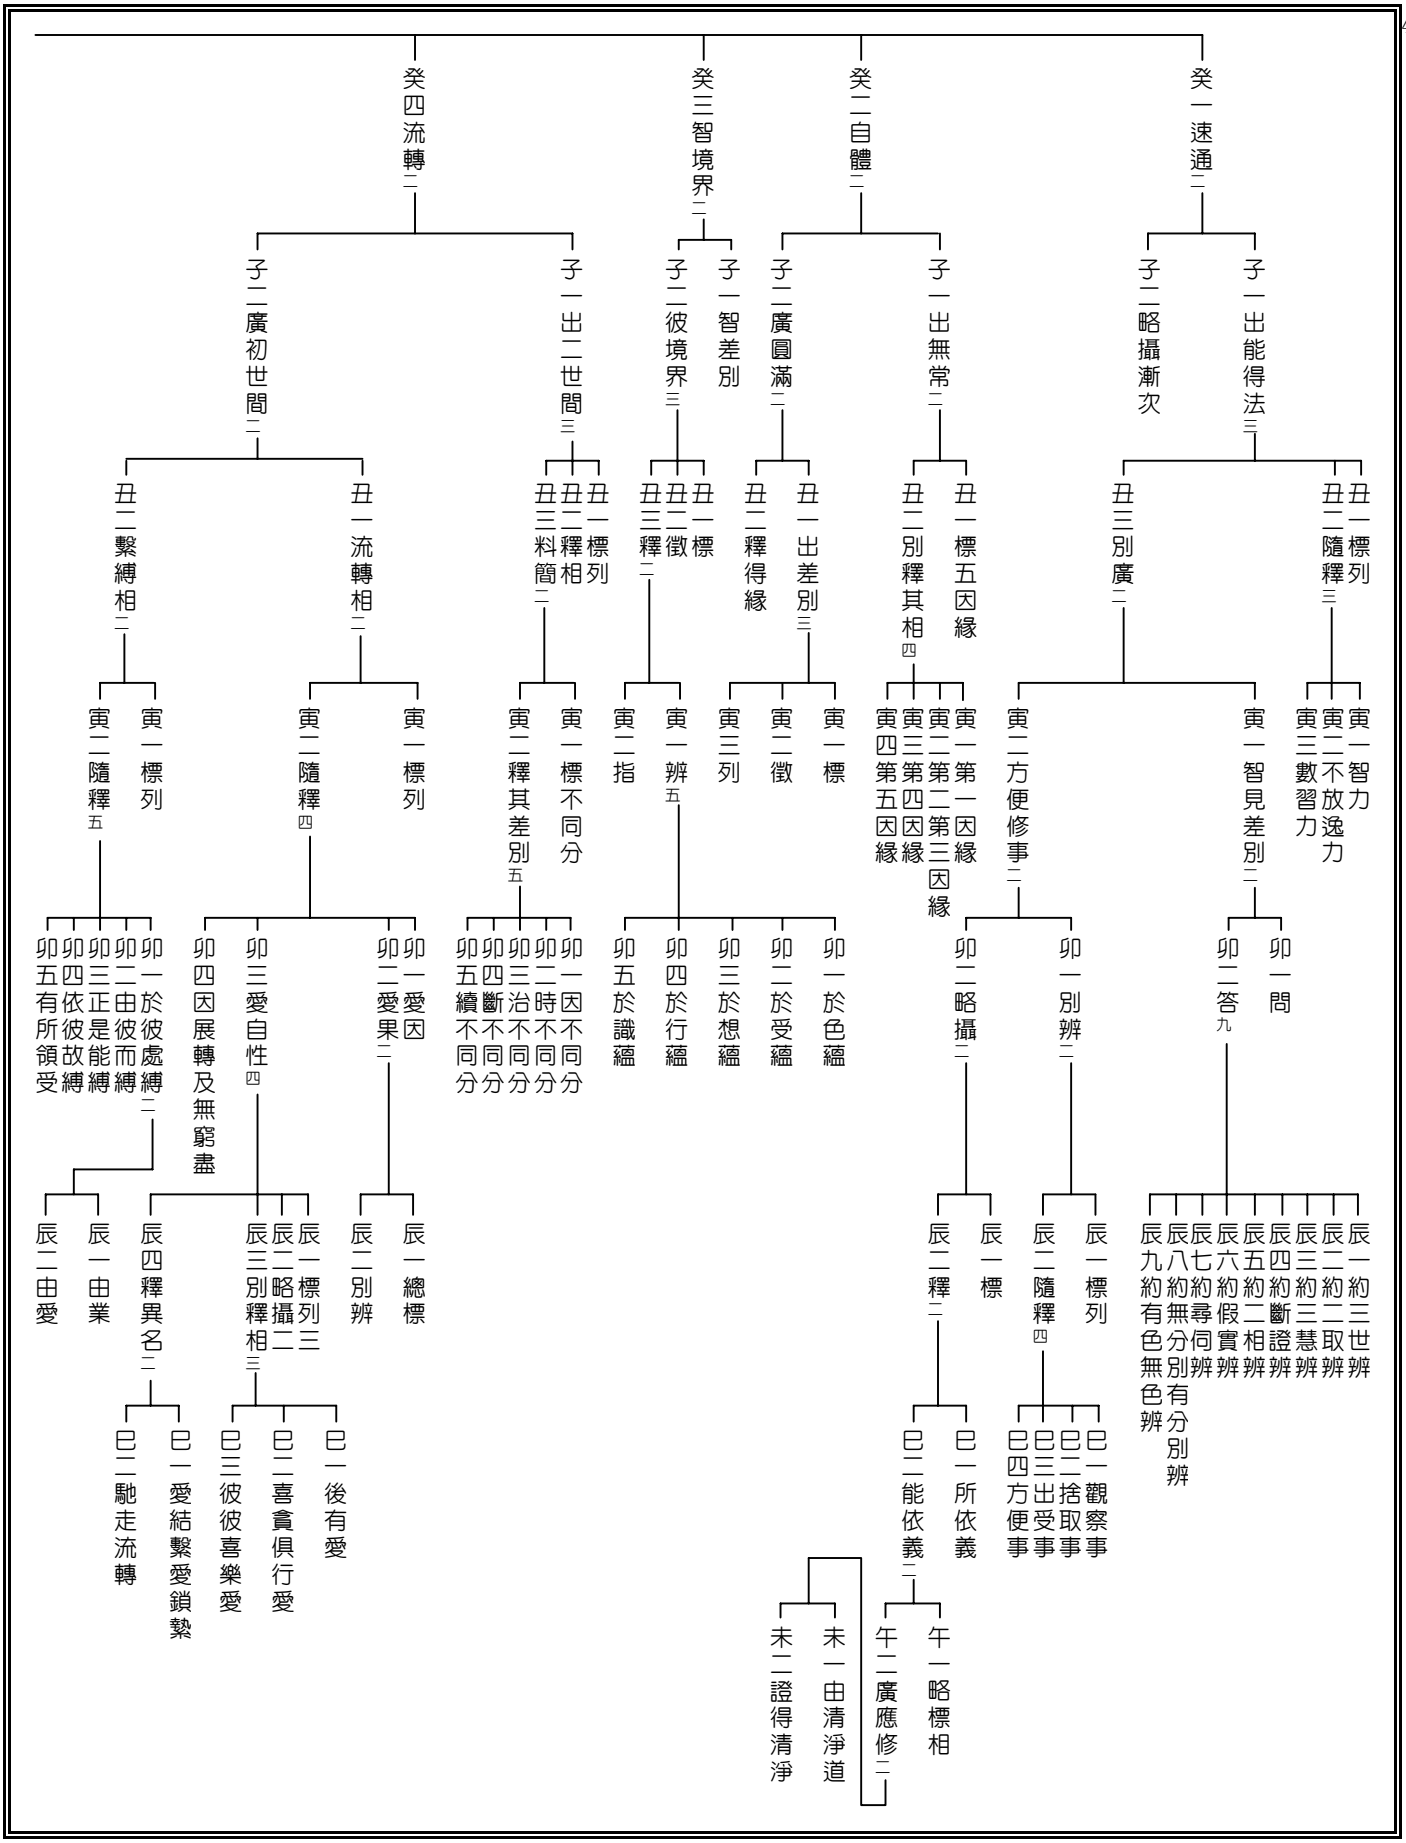 癸一速通二
癸二自體二
癸三智境界二
癸四流轉二
子一出能得法三
子二略攝漸次
子一出無常二
子二廣圓滿二
子一智差別
子二彼境界三
子一出二世間三
子二廣初世間二
丑一標列
丑二隨釋三
丑三別廣二
丑一標五因緣
丑二別釋其相四
丑一出差別三
丑二釋得緣
丑一標
丑二徵
丑三釋二
丑一標列
丑二釋相
丑三料簡二
丑一流轉相二
丑二繫縛相二
寅一智力
寅二不放逸力
寅三數習力
寅一智見差別二
寅二方便修事二
寅一第一因緣
寅二第二第三因緣
寅三第四因緣
寅四第五因緣
寅一標
寅二徵
寅三列
寅一辨五
寅二指
寅一標不同分
寅二釋其差別五
寅一標列
寅二隨釋四
寅一標列
寅二隨釋五
卯一問
卯二答九
卯一別辨二
卯二略攝二
卯一於色蘊
卯二於受蘊
卯三於想蘊
卯四於行蘊
卯五於識蘊
卯一因不同分
卯二時不同分
卯三治不同分
卯四斷不同分
卯五續不同分
卯一愛因
卯二愛果二
卯三愛自性四
卯四因展轉及無窮盡
卯一於彼處縛二
卯二由彼而縛
卯三正是能縛
卯四依彼故縛
卯五有所領受
辰一約三世辨
辰二約二取辨
辰三約三慧辨
辰四約斷證辨
辰五約二相辨
辰六約假實辨
辰七約尋伺辨
辰八約無分別有分別辨
辰九約有色無色辨
辰一標列
辰二隨釋四
辰一標
辰二釋二
辰一總標
辰二別辨
辰一標列三
辰二略攝二
辰三別釋相三
辰四釋異名二
辰一由業
辰二由愛
巳一觀察事
巳二捨取事
巳三出受事
巳四方便事
巳一所依義
巳二能依義二
巳一後有愛
巳二喜貪俱行愛
巳三彼彼喜樂愛
巳一愛結繫愛鎖縶
巳二馳走流轉
午一略標相
午二廣應修二
未一由清淨道
未二證得清淨